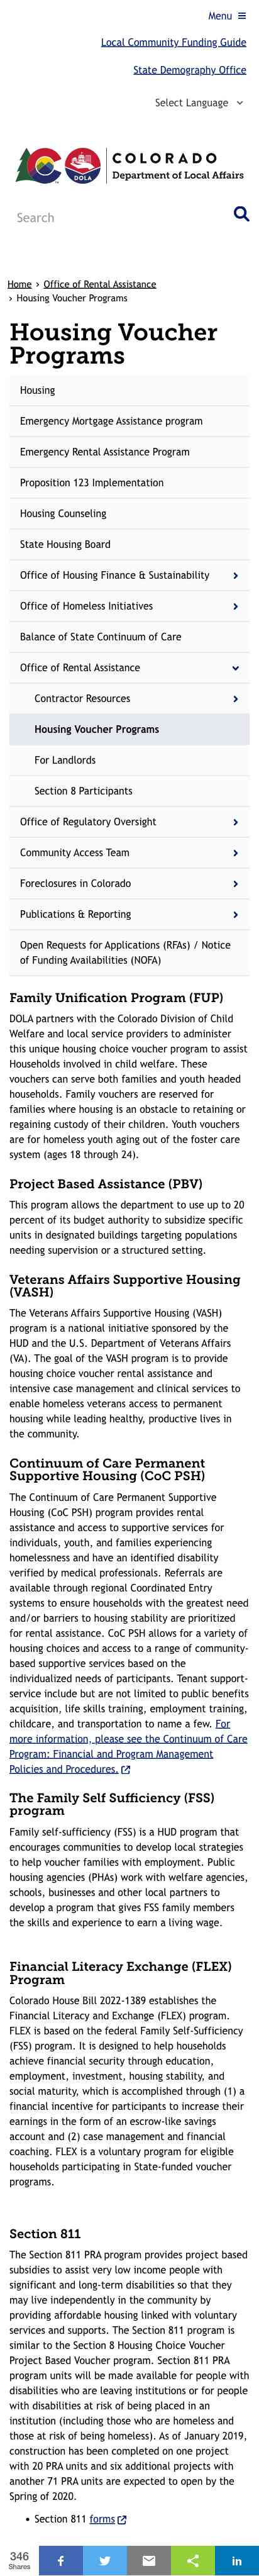 Menu
Local Community Funding Guide
State Demography Office
Select Language
DOLA
COLORADO
Department of Local Affairs
Search
Home › Office of Rental Assistance
› Housing Voucher Programs
Housing Voucher
Programs
Housing
Emergency Mortgage Assistance program
Emergency Rental Assistance Program
Proposition 123 Implementation
Housing Counseling
State Housing Board
Office of Housing Finance & Sustainability
Office of Homeless Initiatives
Balance of State Continuum of Care
Office of Rental Assistance
Contractor Resources
Housing Voucher Programs
For Landlords
Section 8 Participants
Office of Regulatory Oversight
Community Access Team
Foreclosures in Colorado
Publications & Reporting
Open Requests for Applications (RFAs) / Notice
of Funding Availabilities (NOFA)
Family Unification Program (FUP)
DOLA partners with the Colorado Division of Child
Welfare and local service providers to administer
this unique housing choice voucher program to assist
Households involved in child welfare. These
vouchers can serve both families and youth headed
households. Family vouchers are reserved for
families where housing is an obstacle to retaining or
regaining custody of their children. Youth vouchers
are for homeless youth aging out of the foster care
system (ages 18 through 24).
Project Based Assistance (PBV)
This program allows the department to use up to 20
percent of its budget authority to subsidize specific
units in designated buildings targeting populations
needing supervision or a structured setting.
Veterans Affairs Supportive Housing
(VASH)
The Veterans Affairs Supportive Housing (VASH)
program is a national initiative sponsored by the
HUD and the U.S. Department of Veterans Affairs
(VA). The goal of the VASH program is to provide
housing choice voucher rental assistance and
intensive case management and clinical services to
enable homeless veterans access to permanent
housing while leading healthy, productive lives in
the community.
Continuum of Care Permanent
Supportive Housing (CoC PSH)
The Continuum of Care Permanent Supportive
Housing (CoC PSH) program provides rental
assistance and access to supportive services for
individuals, youth, and families experiencing
homelessness and have an identified disability
verified by medical professionals. Referrals are
available through regional Coordinated Entry
systems to ensure households with the greatest need
and/or barriers to housing stability are prioritized
for rental assistance. CoC PSH allows for a variety of
housing choices and access to a range of community-
based supportive services based on the
individualized needs of participants. Tenant support-
service include but are not limited to public benefits
acquisition, life skills training, employment training,
childcare, and transportation to name a few. For
more information, please see the Continuum of Care
Program: Financial and Program Management
Policies and Procedures.
The Family Self Sufficiency (FSS)
program
Family self-sufficiency (FSS) is a HUD program that
encourages communities to develop local strategies
to help voucher families with employment. Public
housing agencies (PHAs) work with welfare agencies,
schools, businesses and other local partners to
develop a program that gives FSS family members
the skills and experience to earn a living wage.
Financial Literacy Exchange (FLEX)
Program
Colorado House Bill 2022-1389 establishes the
Financial Literacy and Exchange (FLEX) program.
FLEX is based on the federal Family Self-Sufficiency
(FSS) program. It is designed to help households
achieve financial security through education,
employment, investment, housing stability, and
social maturity, which is accomplished through (1) a
financial incentive for participants to increase their
earnings in the form of an escrow-like savings
account and (2) case management and financial
coaching. FLEX is a voluntary program for eligible
households participating in State-funded voucher
programs.
Section 811
The Section 811 PRA program provides project based
subsidies to assist very low income people with
significant and long-term disabilities so that they
may live independently in the community by
providing affordable housing linked with voluntary
services and supports. The Section 811 program is
similar to the Section 8 Housing Choice Voucher
Project Based Voucher program. Section 811 PRA
program units will be made available for people with
disabilities who are leaving institutions or for people
with disabilities at risk of being placed in an
institution (including those who are homeless and
those at risk of being homeless). As of January 2019,
construction has been completed on one project
with 20 PRA units and six additional projects with
another 71 PRA units are expected to open by the
Spring of 2020.
• Section 811 forms
346
Shares